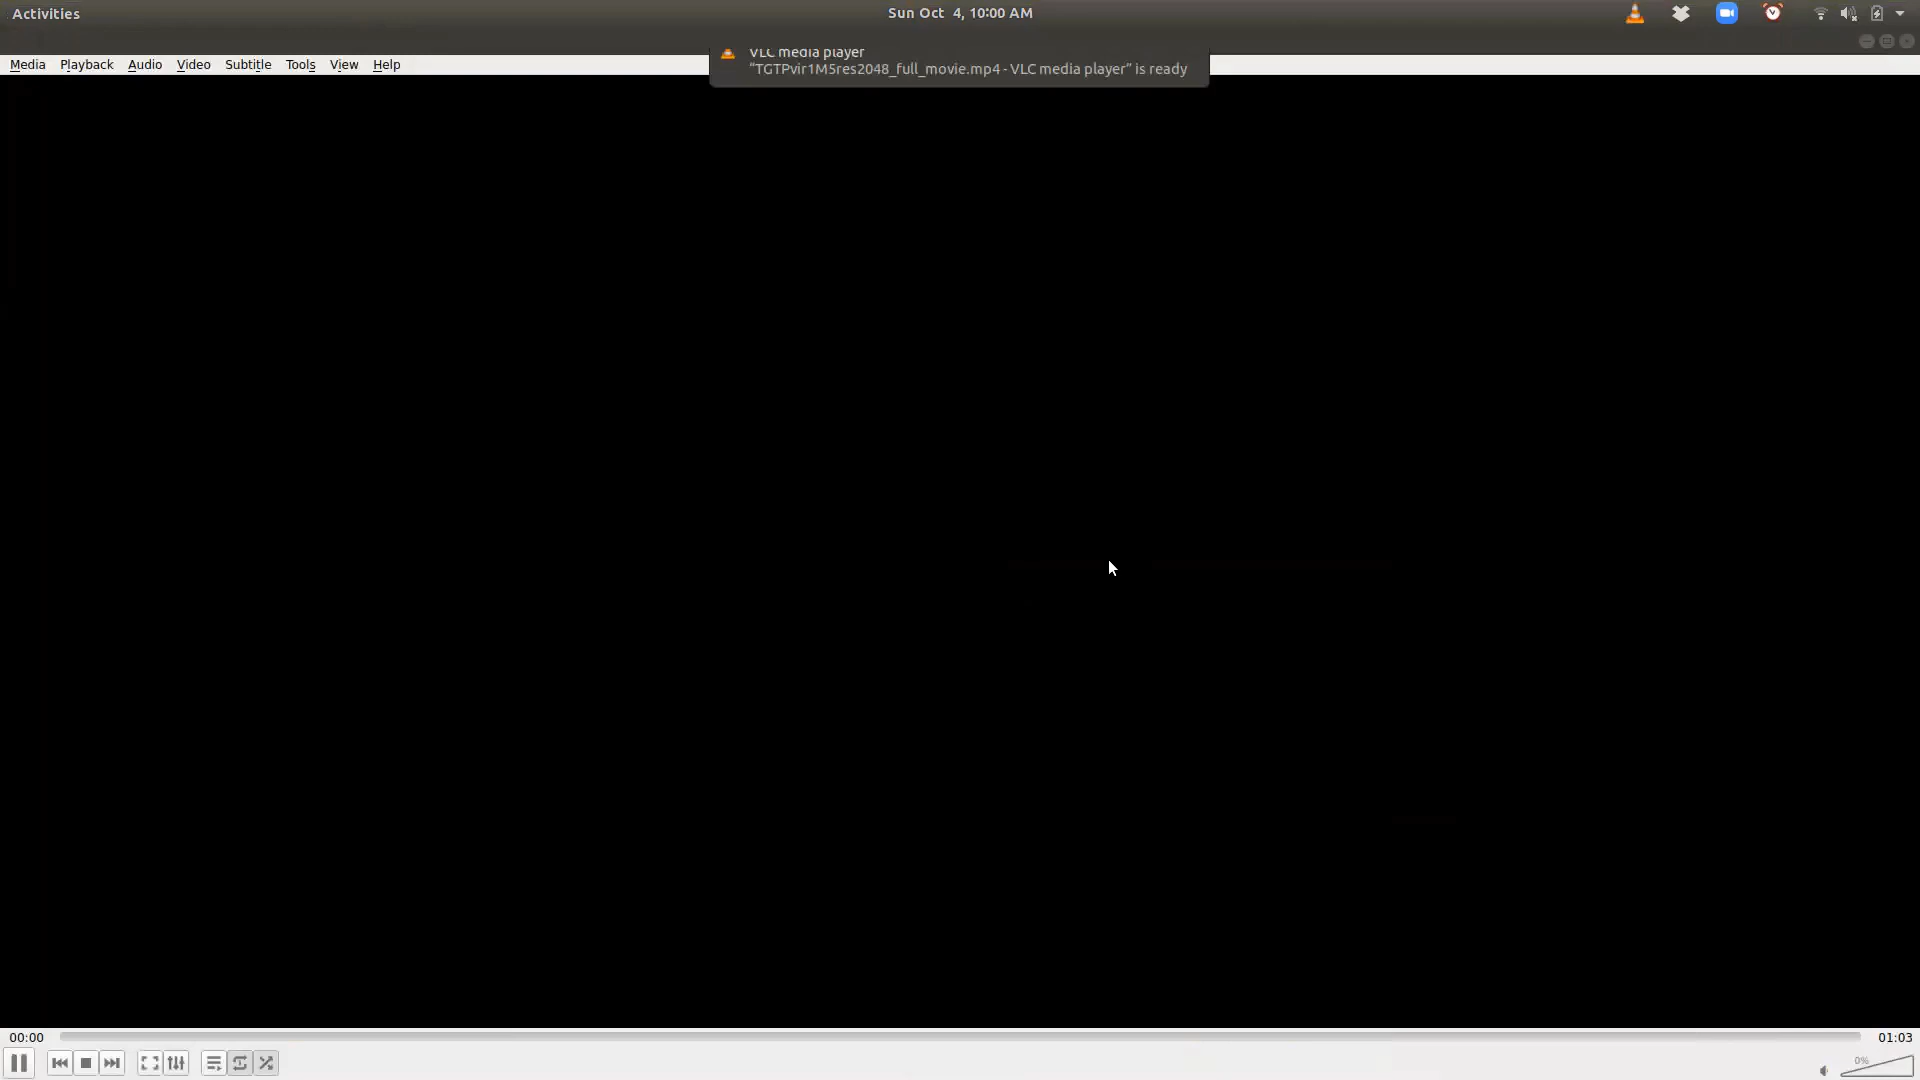 Activities
Sun Oct 4, 10:00 AM
VLC media player
“TGTPvir1M5res2048_full_movie.mp4 - VLC media player” is ready
Media Playback Audio Video Subtitle Tools View Help
00:00
01:03
0%